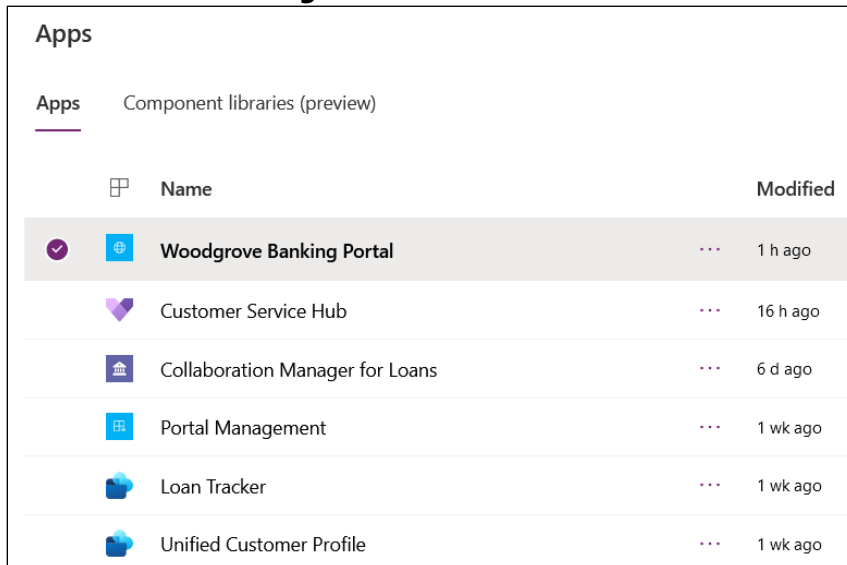 Apps
Apps Component libraries (preview)
Name Modified
Woodgrove Banking Portal ... 1 h ago
Customer Service Hub ... 16 h ago
Collaboration Manager for Loans ... 6 d ago
Portal Management ... 1 wk ago
Loan Tracker ... 1 wk ago
Unified Customer Profile ... 1 wk ago